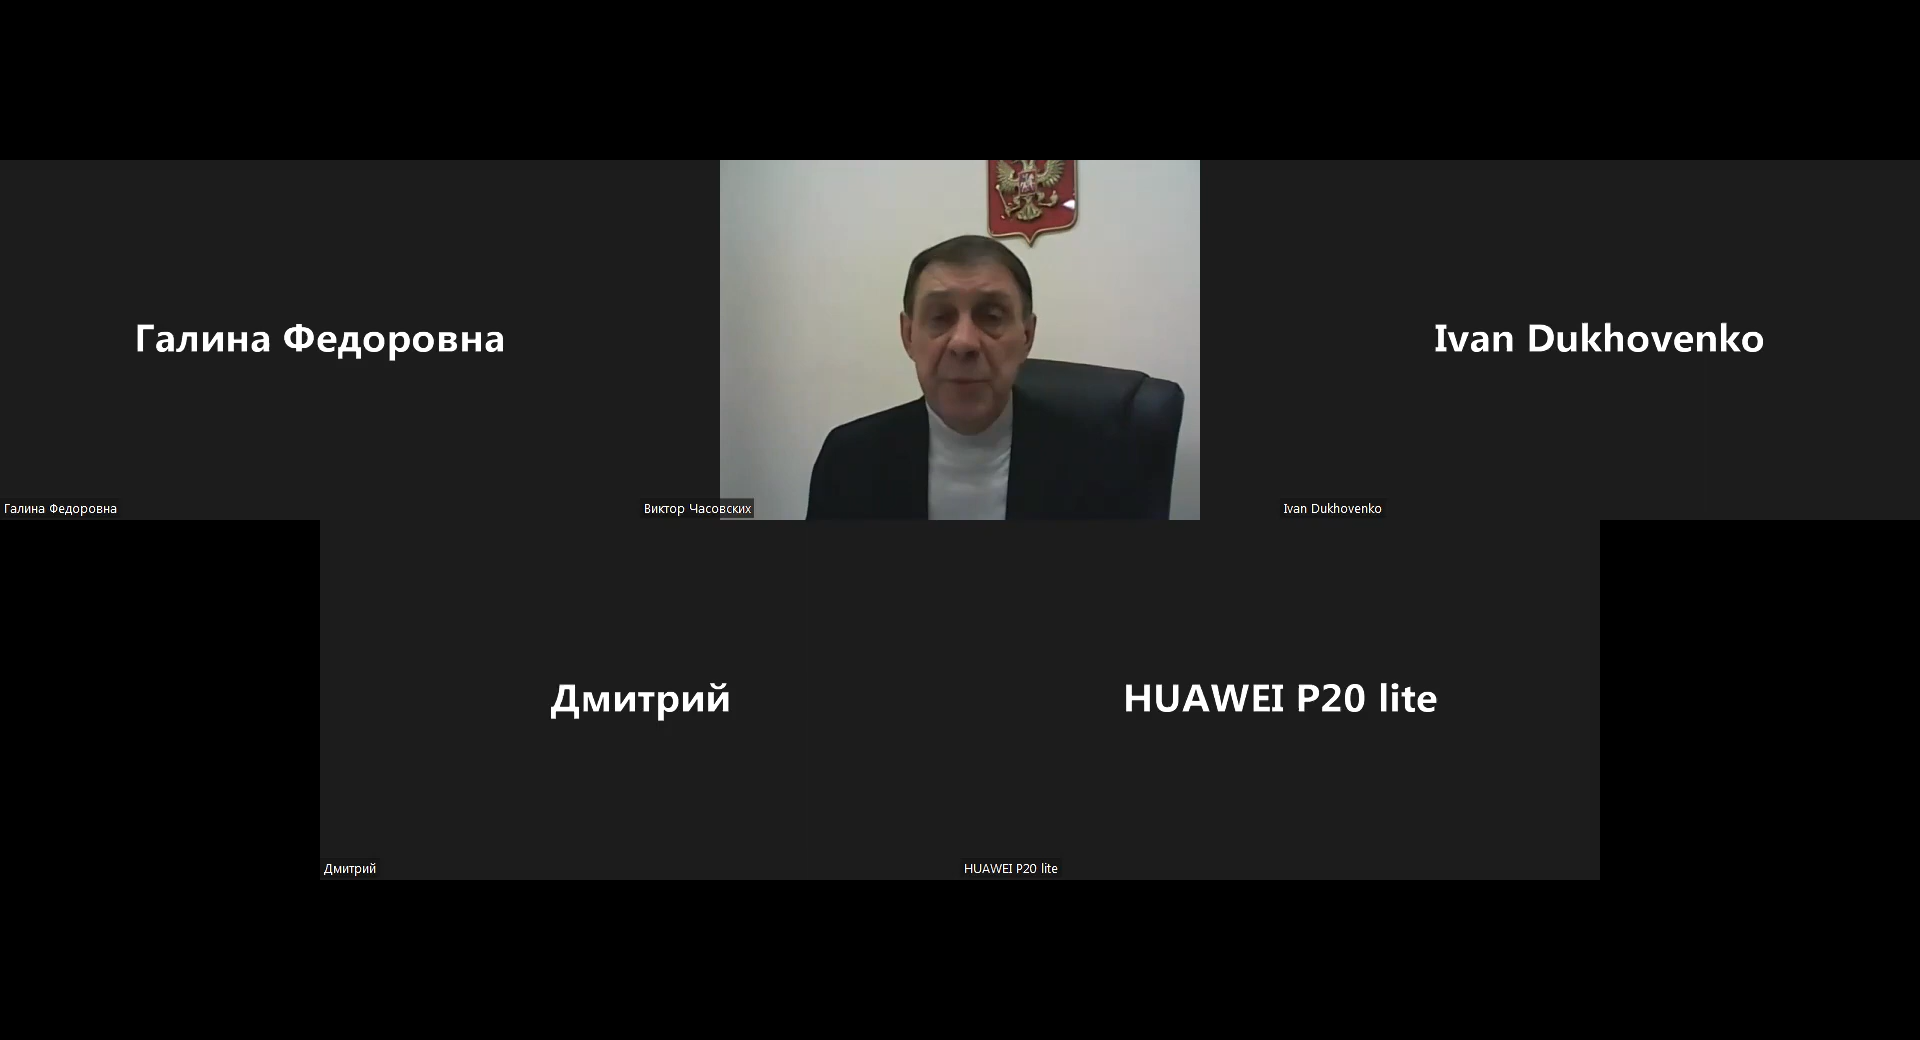 Галина Федоровна
Ivan Dukhovenko
Галина Федоровна
Виктор Часовских
Ivan Dukhovenko
Дмитрий
HUAWEI P20 lite
Дмитрий
HUAWEI P20 lite